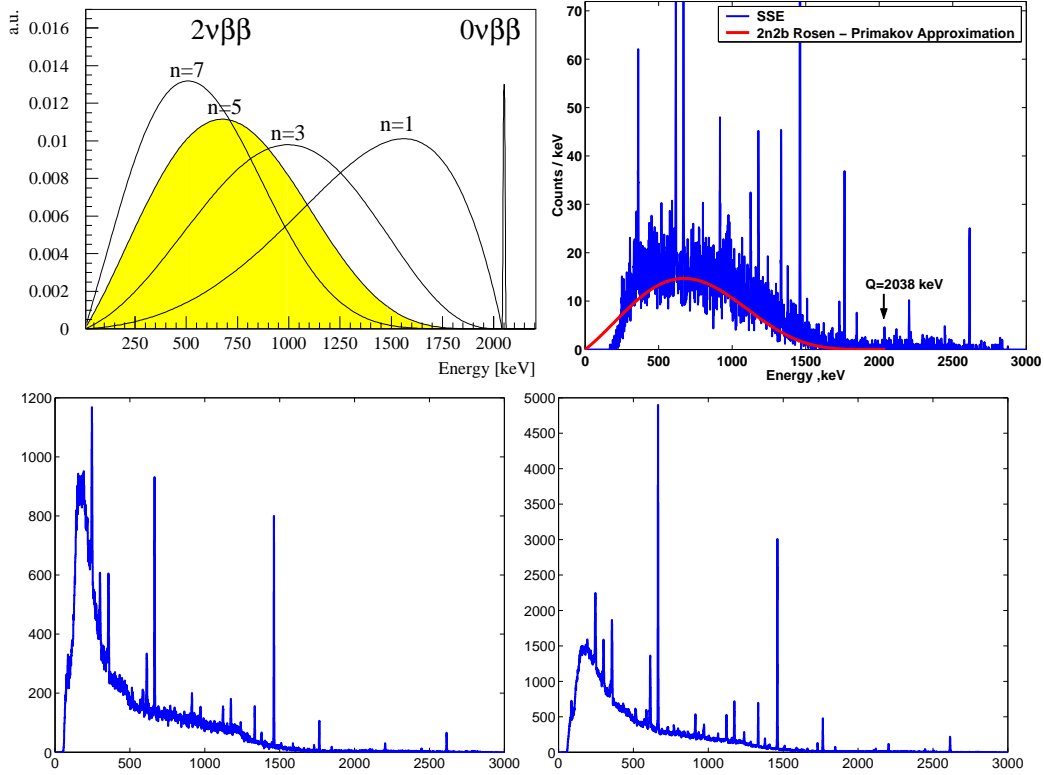 a.u.
2νββ
0νββ
0.014
0.012
0.01
0.008
0.006
0.004
0.002
0
n=7
n=5
n=3
n=1
0 250 500 750 1000 1250 1500 1750 2000
Energy [keV]
SSE
2n2b Rosen − Primakov Approximation
Counts / keV
70
60
50
40
30
20
10
0
Q=2038 keV
0 500 1000 1500 2000 2500 3000
Energy ,keV
1200
1000
800
600
400
200
0
0 500 1000 1500 2000 2500 3000
5000
4500
4000
3500
3000
2500
2000
1500
1000
500
0
0 500 1000 1500 2000 2500 3000